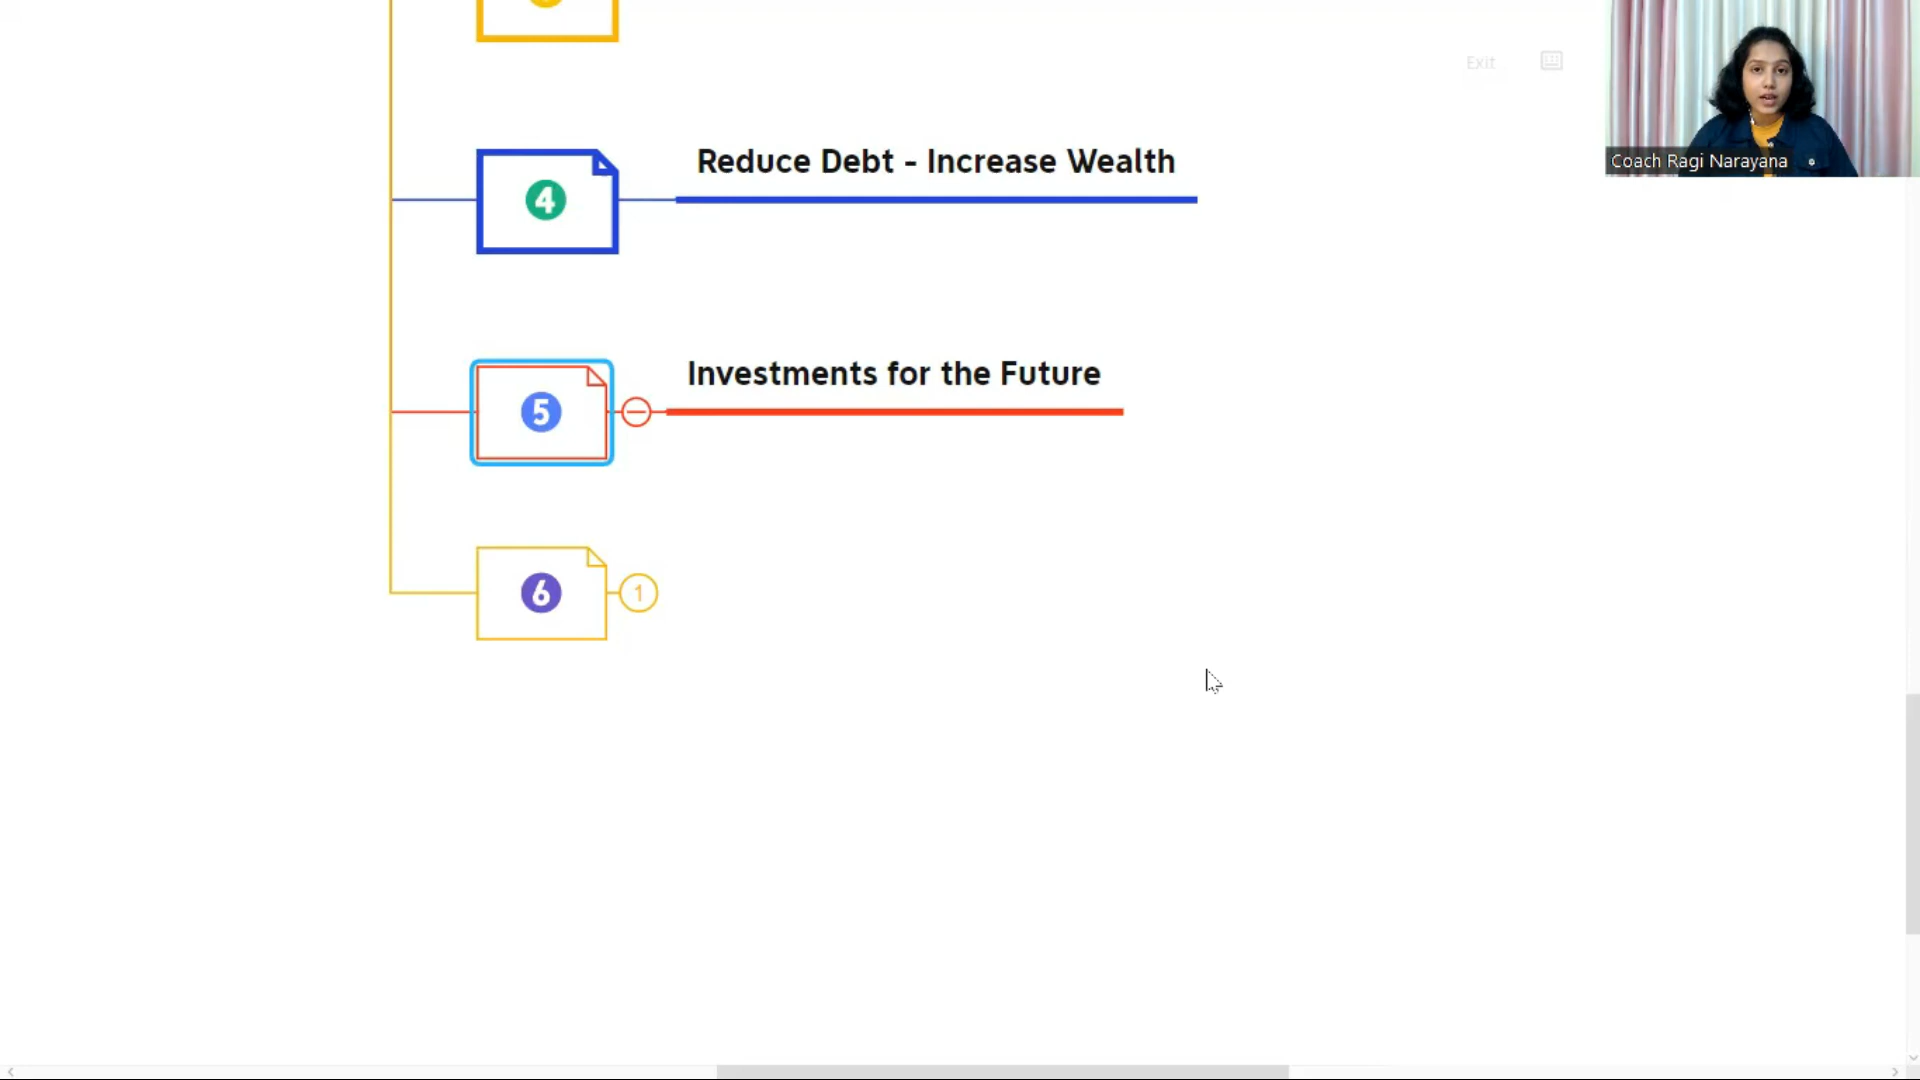 Exit
Coach Ragi Narayana
4
Reduce Debt - Increase Wealth
5
Investments for the Future
6
1